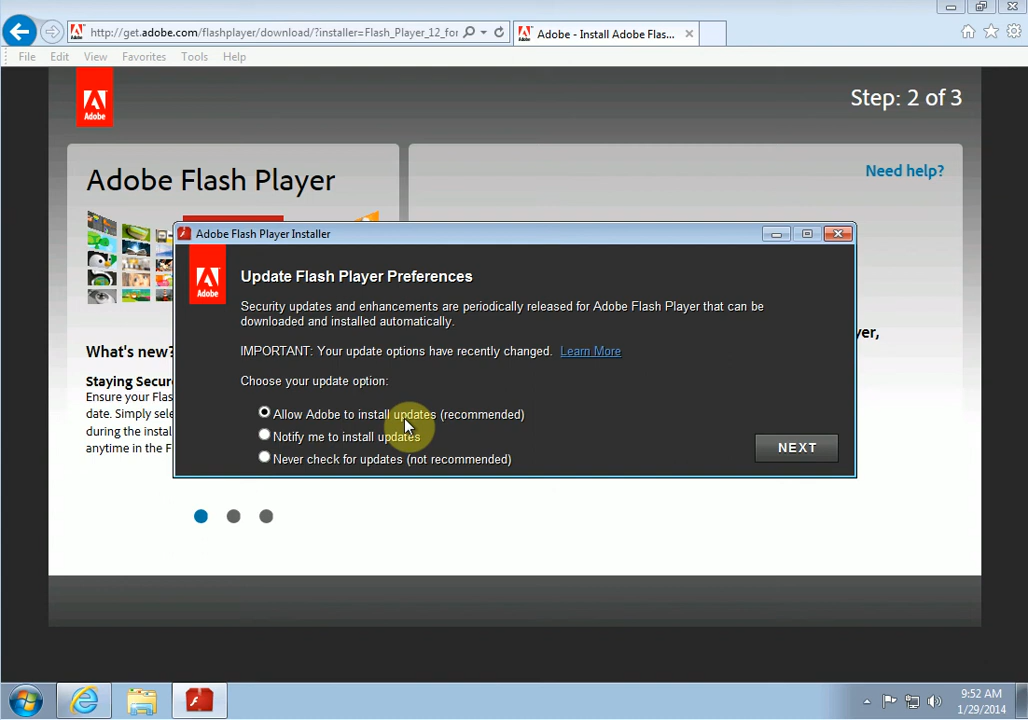 http://get.adobe.com/flashplayer/download/?installer=Flash_Player_12_for
Adobe - Install Adobe Flas...
File Edit View Favorites Tools Help
Adobe
Step: 2 of 3
Need help?
Adobe Flash Player
Adobe Flash Player Installer
Adobe
Update Flash Player Preferences
Security updates and enhancements are periodically released for Adobe Flash Player that can be
downloaded and installed automatically.
IMPORTANT: Your update options have recently changed. Learn More
Choose your update option:
Allow Adobe to install updates (recommended)
Notify me to install updates
Never check for updates (not recommended)
NEXT
yer,
What's new?
Staying Secur
Ensure your Flas
date. Simply sele
during the instal
anytime in the F
9:52 AM
1/29/2014